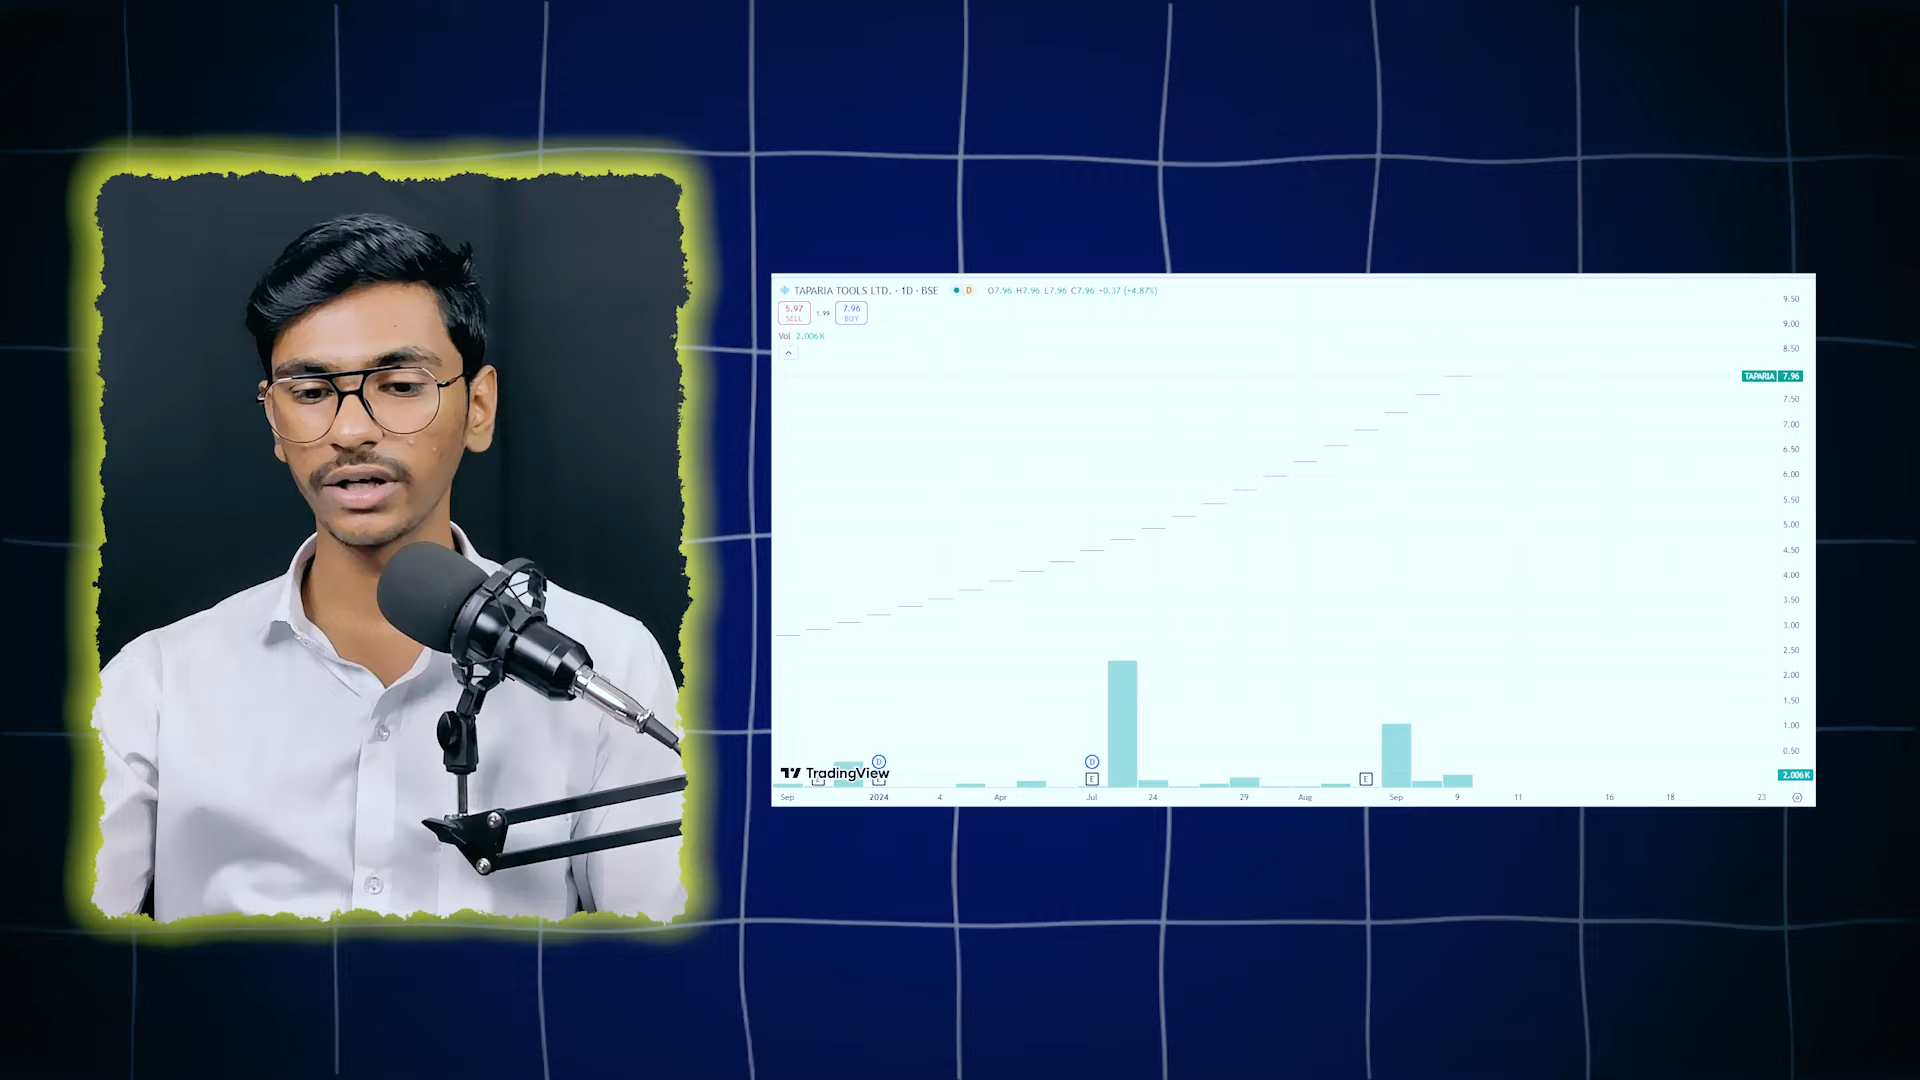 TAPARIA TOOLS LTD. · 1D · BSE D O7.96 H7.96 L7.96 C7.96 +0.37 (+4.87%)
5.97 1.99 7.96
SELL BUY
Vol 2.006K
9.50
9.00
8.50
TAPARIA 7.96
7.50
7.00
6.50
6.00
5.50
5.00
4.50
4.00
3.50
3.00
2.50
2.00
1.50
1.00
0.50
D D
TradingView
E E E E
2.006K
Sep 2024 4 Apr Jul 24 29 Aug Sep 9 11 16 18 23